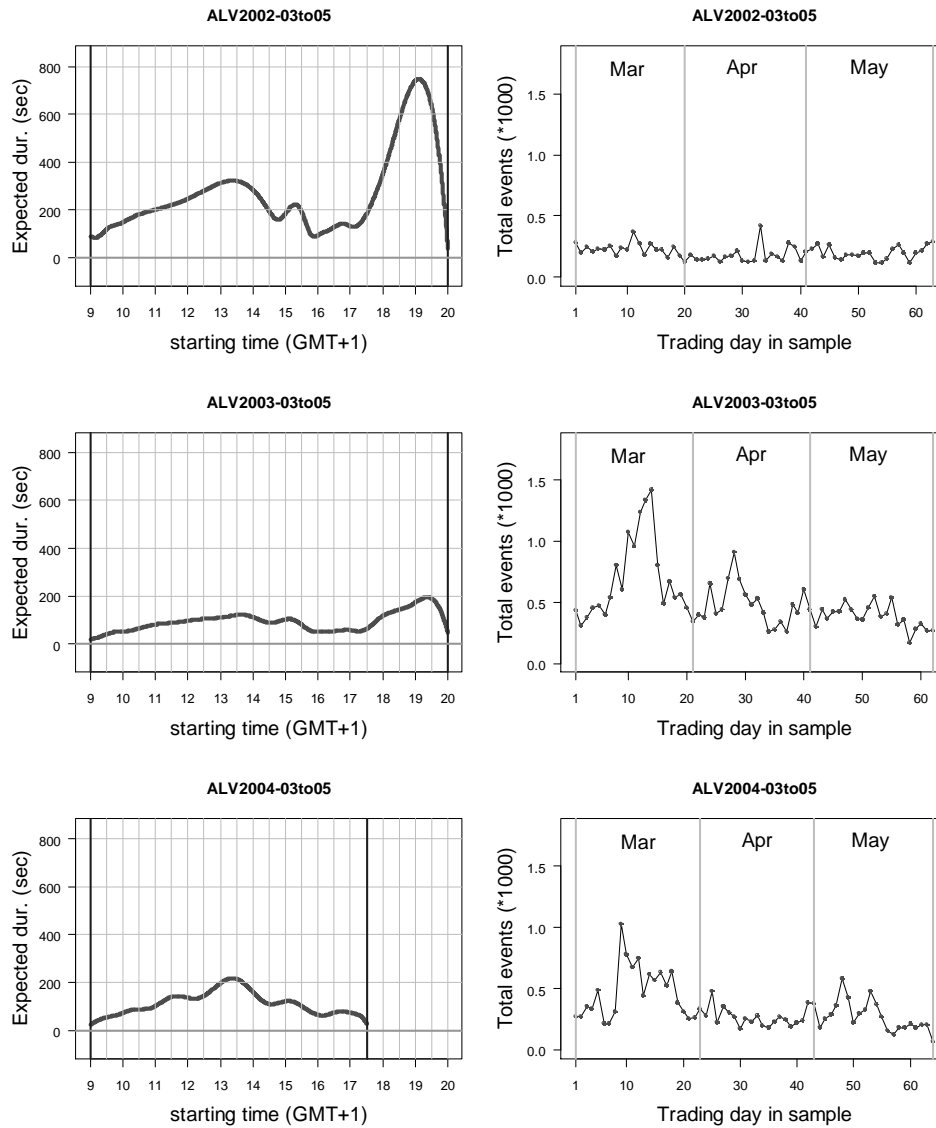 ALV2002-03to05
Expected dur. (sec)
800
600
400
200
0
9 10 11 12 13 14 15 16 17 18 19 20
starting time (GMT+1)
ALV2002-03to05
Total events (*1000)
1.5
1.0
0.5
0.0
Mar Apr May
1 10 20 30 40 50 60
Trading day in sample
ALV2003-03to05
Expected dur. (sec)
800
600
400
200
0
9 10 11 12 13 14 15 16 17 18 19 20
starting time (GMT+1)
ALV2003-03to05
Total events (*1000)
1.5
1.0
0.5
0.0
Mar Apr May
1 10 20 30 40 50 60
Trading day in sample
ALV2004-03to05
Expected dur. (sec)
800
600
400
200
0
9 10 11 12 13 14 15 16 17 18 19 20
starting time (GMT+1)
ALV2004-03to05
Total events (*1000)
1.5
1.0
0.5
0.0
Mar Apr May
1 10 20 30 40 50 60
Trading day in sample